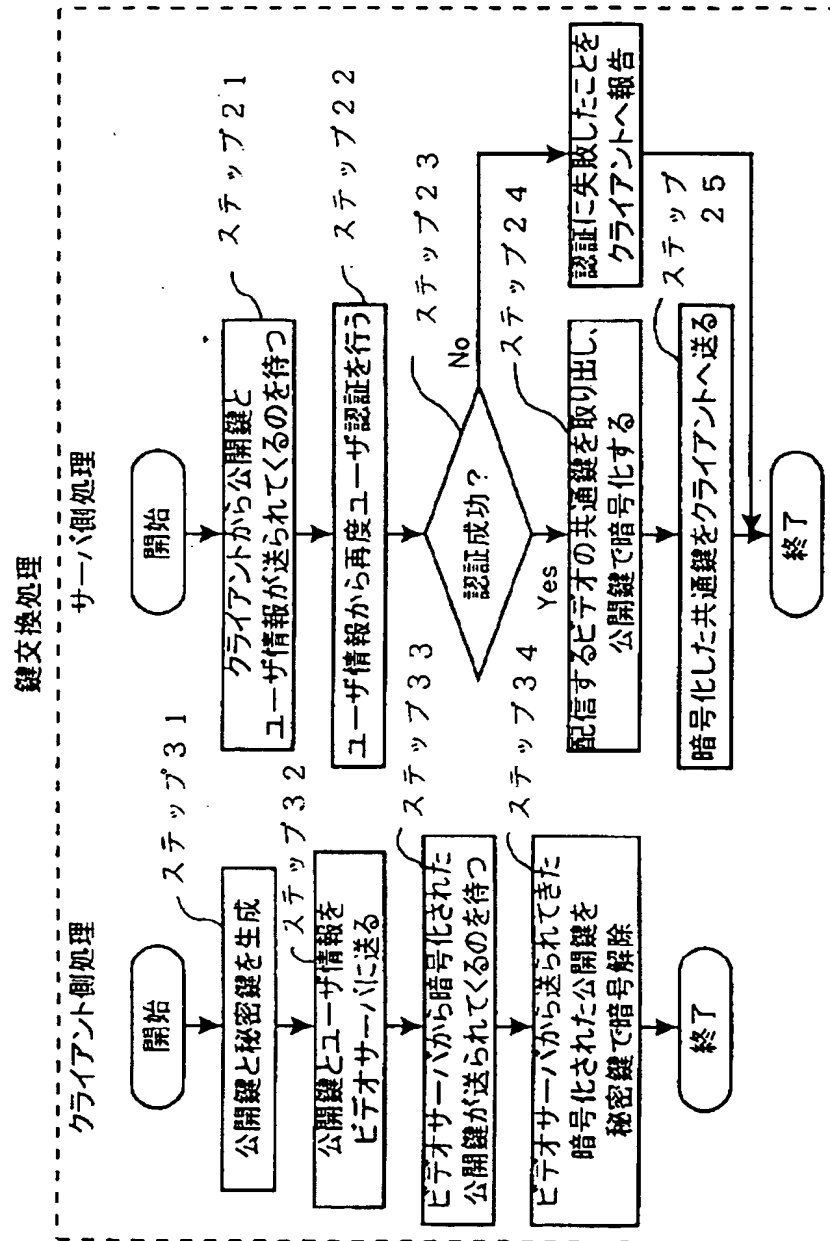 鍵交換処理
クライアント側処理
開始
ステップ31
公開鍵と秘密鍵を生成
ステップ32
公開鍵とユーザ情報を
ビデオサーバに送る
ステップ33
ビデオサーバから暗号化された
公開鍵が送られてくるのを待つ
ステップ34
ビデオサーバから送られてきた
暗号化された公開鍵を
秘密鍵で暗号解除
終了
サーバ側処理
開始
ステップ21
クライアントから公開鍵と
ユーザ情報が送られてくるのを待つ
ステップ22
ユーザ情報から再度ユーザ認証を行う
ステップ23
認証成功?
No
Yes
ステップ24
配信するビデオの共通鍵を取り出し、
公開鍵で暗号化する
認証に失敗したことを
クライアントへ報告
ステップ
25
暗号化した共通鍵をクライアントへ送る
終了